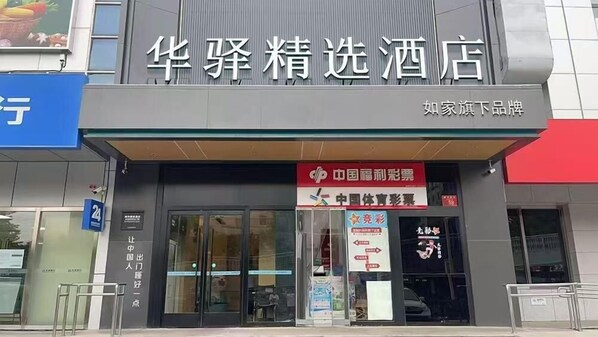 华驿精选酒店
如家旗下品牌
行
中国福利彩票
中国体育彩票
竞彩
24
让中国人
出门睡好一点